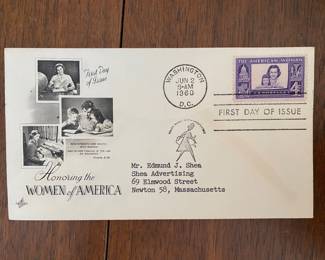 First Day
of Issue
WASHINGTON
JUN 2
9-AM
1960
D.C.
THE AMERICAN WOMAN
4¢
FIRST DAY OF ISSUE
Honoring the
WOMEN of AMERICA
Mr. Edmund J. Shea
Shea Advertising
69 Elmwood Street
Newton 58, Massachusetts